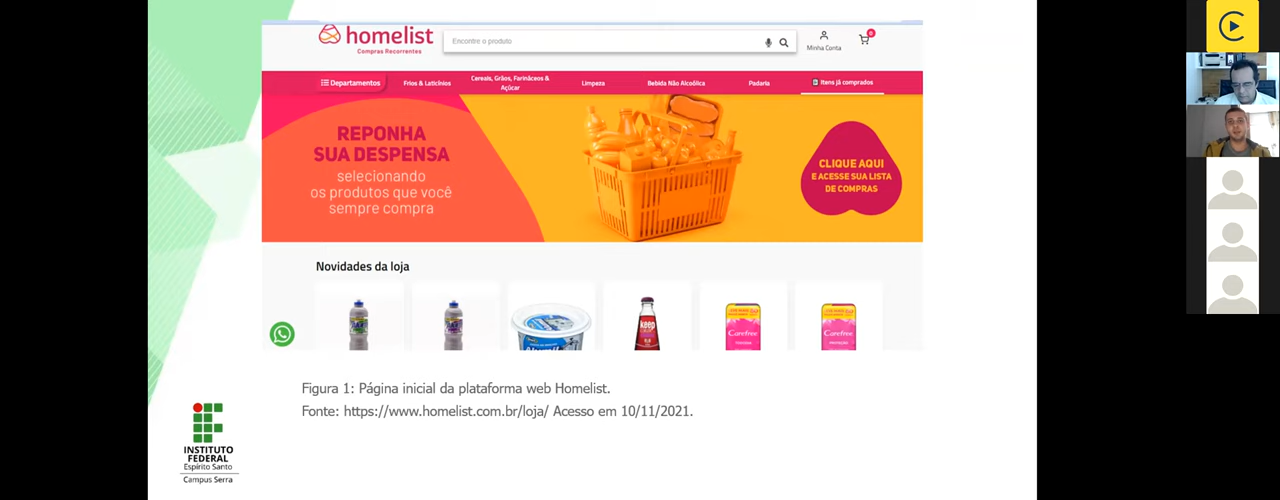 homelist
Compras Recorrentes
Encontre o produto
Minha Conta
0
Departamentos
Frios & Laticínios
Cereais, Grãos, Farináceos &
Açúcar
Limpeza
Bebida Não Alcoólica
Padaria
Itens já comprados
REPONHA
SUA DESPENSA
selecionando
os produtos que você
sempre compra
CLIQUE AQUI
E ACESSE SUA LISTA
DE COMPRAS
Novidades da loja
keep
Carefree
Carefree
Figura 1: Página inicial da plataforma web Homelist.
Fonte: https://www.homelist.com.br/loja/ Acesso em 10/11/2021.
INSTITUTO
FEDERAL
Espírito Santo
Campus Serra